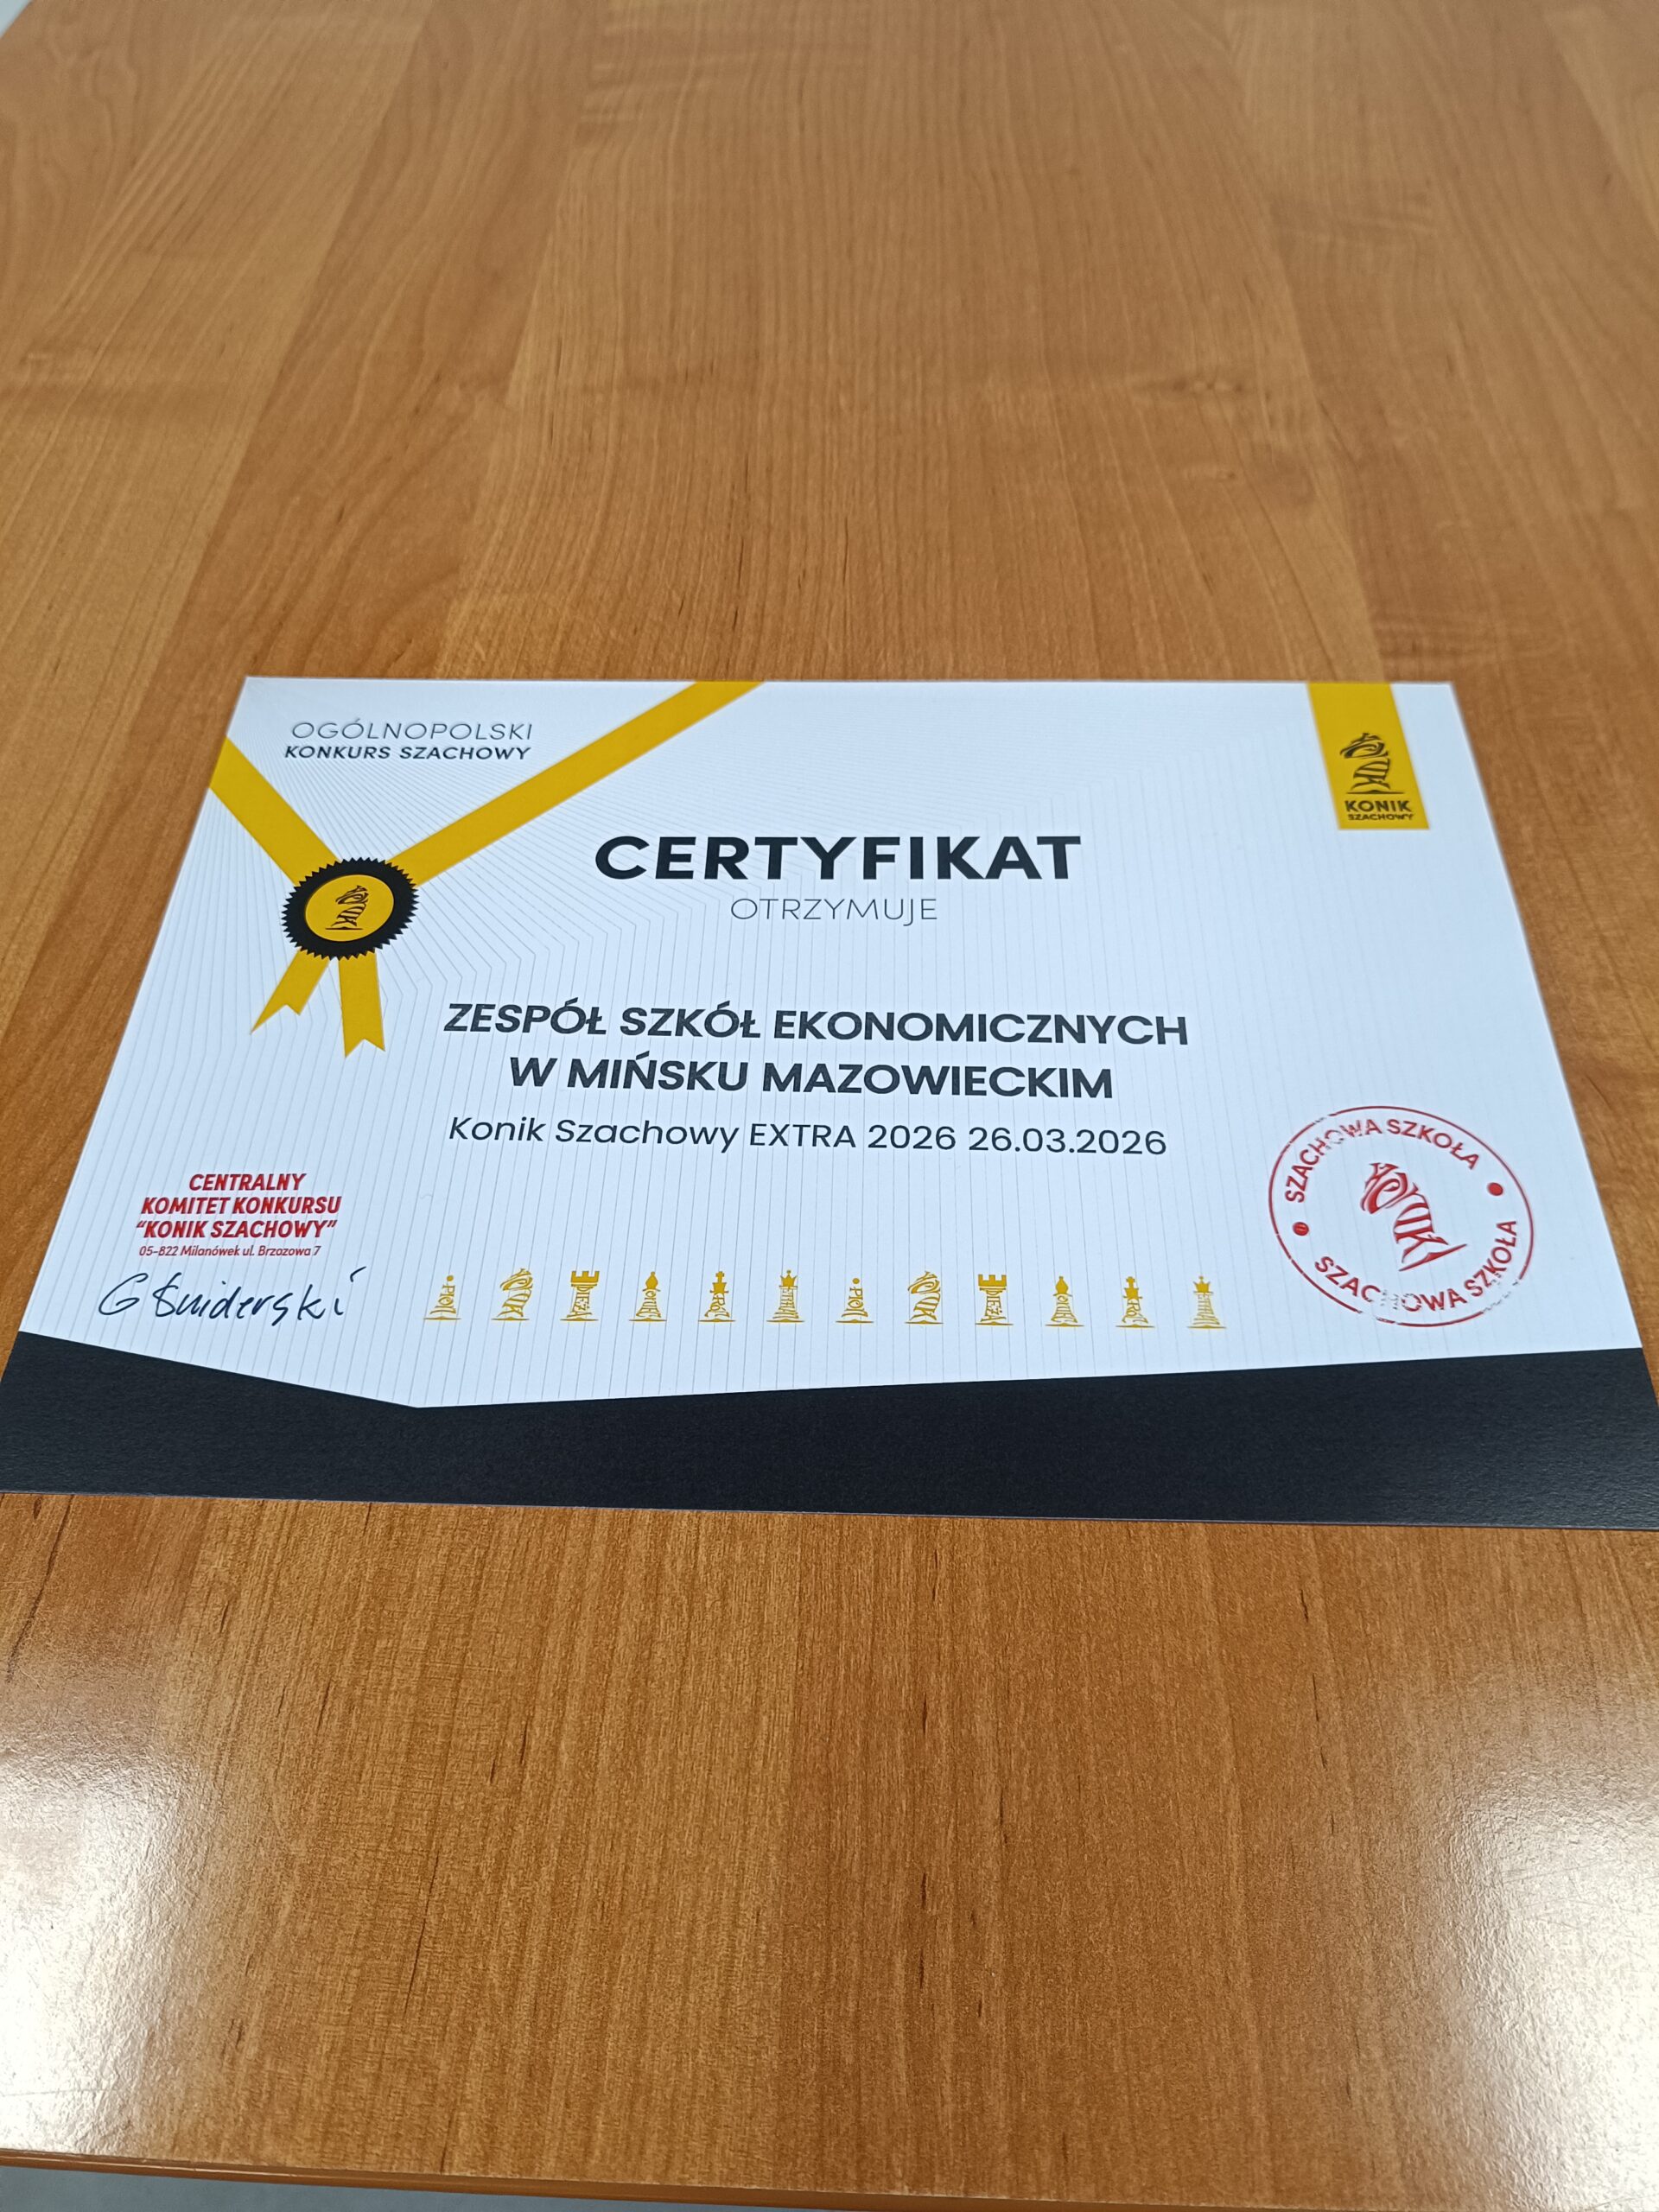 OGÓLNOPOLSKI
KONKURS SZACHOWY
KONIK
SZACHOWY
CERTYFIKAT
OTRZYMUJE
ZESPÓŁ SZKÓŁ EKONOMICZNYCH
W MIŃSKU MAZOWIECKIM
Konik Szachowy EXTRA 2026 26.03.2026
CENTRALNY
KOMITET KONKURSU
“KONIK SZACHOWY”
05-822 Milanówek ul. Brzozowa 7
G Śniderski
SZACHOWA SZKOŁA
SZACHOWA SZKOŁA